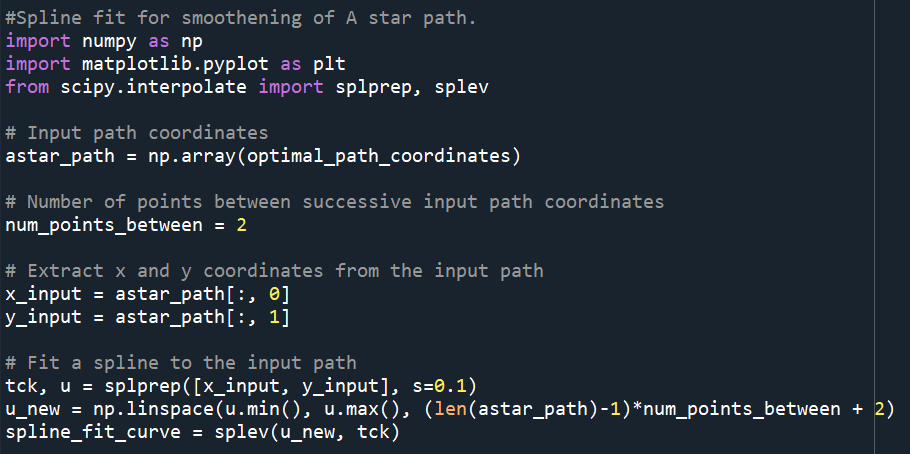 #Spline fit for smoothening of A star path.
import numpy as np
import matplotlib.pyplot as plt
from scipy.interpolate import splprep, splev
# Input path coordinates
astar_path = np.array(optimal_path_coordinates)
# Number of points between successive input path coordinates
num_points_between = 2
# Extract x and y coordinates from the input path
x_input = astar_path[:, 0]
y_input = astar_path[:, 1]
# Fit a spline to the input path
tck, u = splprep([x_input, y_input], s=0.1)
u_new = np.linspace(u.min(), u.max(), (len(astar_path)-1)*num_points_between + 2)
spline_fit_curve = splev(u_new, tck)